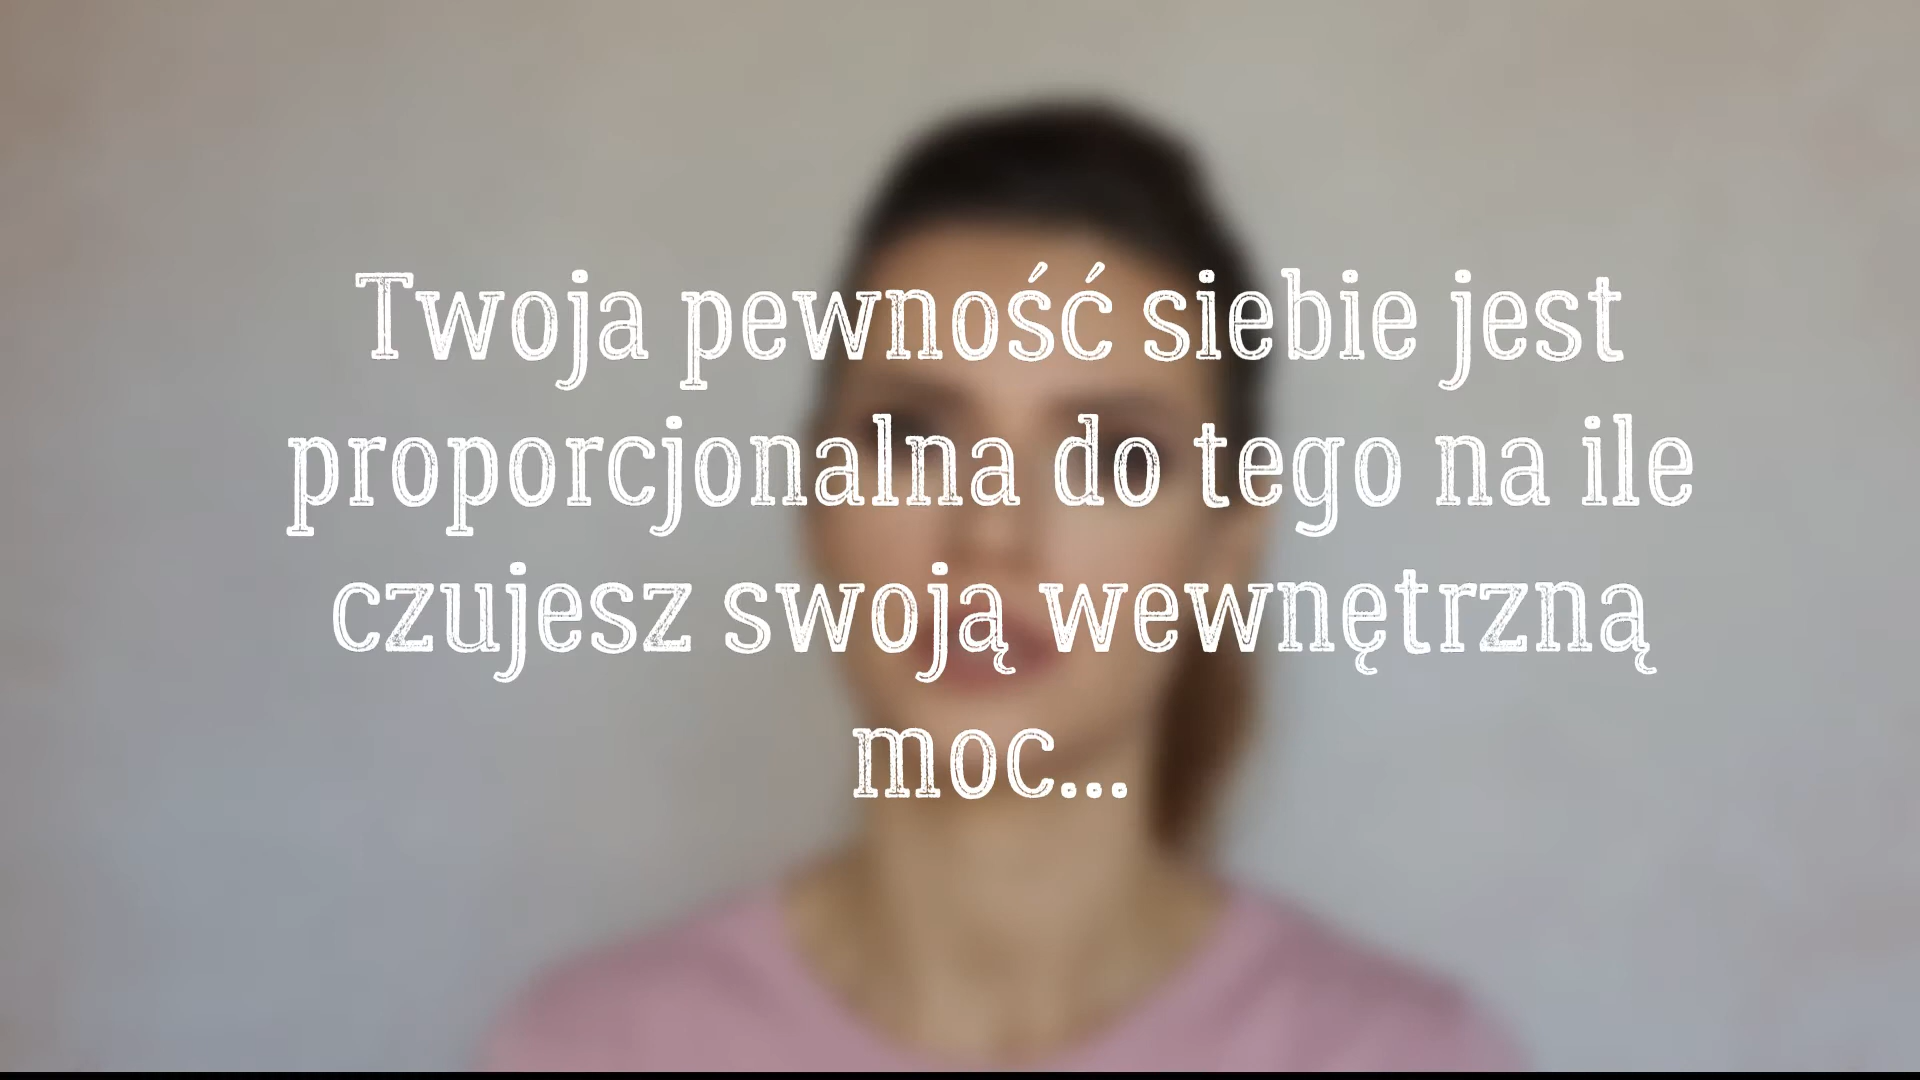 Twoja pewność siebie jest
proporcjonalna do tego na ile
czujesz swoją wewnętrzną
moc...